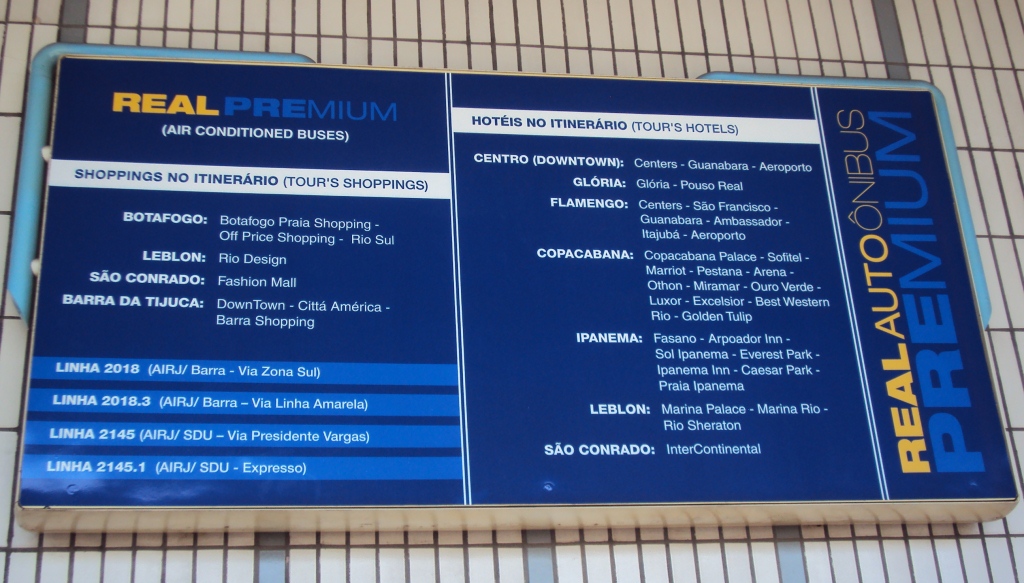 REAL PREMIUM
(AIR CONDITIONED BUSES)
SHOPPINGS NO ITINERÁRIO (TOUR'S SHOPPINGS)
BOTAFOGO: Botafogo Praia Shopping -
Off Price Shopping - Rio Sul
LEBLON: Rio Design
SÃO CONRADO: Fashion Mall
BARRA DA TIJUCA: DownTown - Cittá América -
Barra Shopping
LINHA 2018 (AIRJ/ Barra - Via Zona Sul)
LINHA 2018.3 (AIRJ/ Barra – Via Linha Amarela)
LINHA 2145 (AIRJ/ SDU – Via Presidente Vargas)
LINHA 2145.1 (AIRJ/ SDU - Expresso)
HOTÉIS NO ITINERÁRIO (TOUR'S HOTELS)
CENTRO (DOWNTOWN): Centers - Guanabara - Aeroporto
GLÓRIA: Glória - Pouso Real
FLAMENGO: Centers - São Francisco -
Guanabara - Ambassador -
Itajubá - Aeroporto
COPACABANA: Copacabana Palace - Sofitel -
Marriot - Pestana - Arena -
Othon - Miramar - Ouro Verde -
Luxor - Excelsior - Best Western
Rio - Golden Tulip
IPANEMA: Fasano - Arpoador Inn -
Sol Ipanema - Everest Park -
Ipanema Inn - Caesar Park -
Praia Ipanema
LEBLON: Marina Palace - Marina Rio -
Rio Sheraton
SÃO CONRADO: InterContinental
REAL AUTO ÔNIBUS
PREMIUM